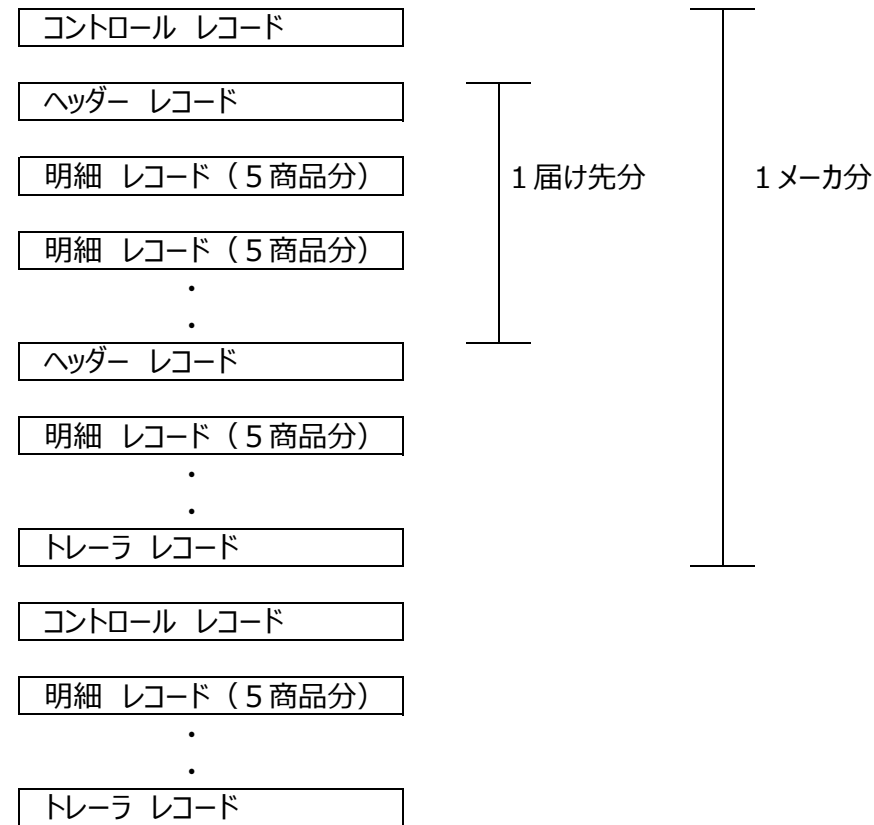 コントロール レコード
ヘッダー レコード
明細 レコード（５商品分）
１届け先分
１メーカ分
明細 レコード（５商品分）
・
・
ヘッダー レコード
明細 レコード（５商品分）
・
・
トレーラ レコード
コントロール レコード
明細 レコード（５商品分）
・
・
トレーラ レコード